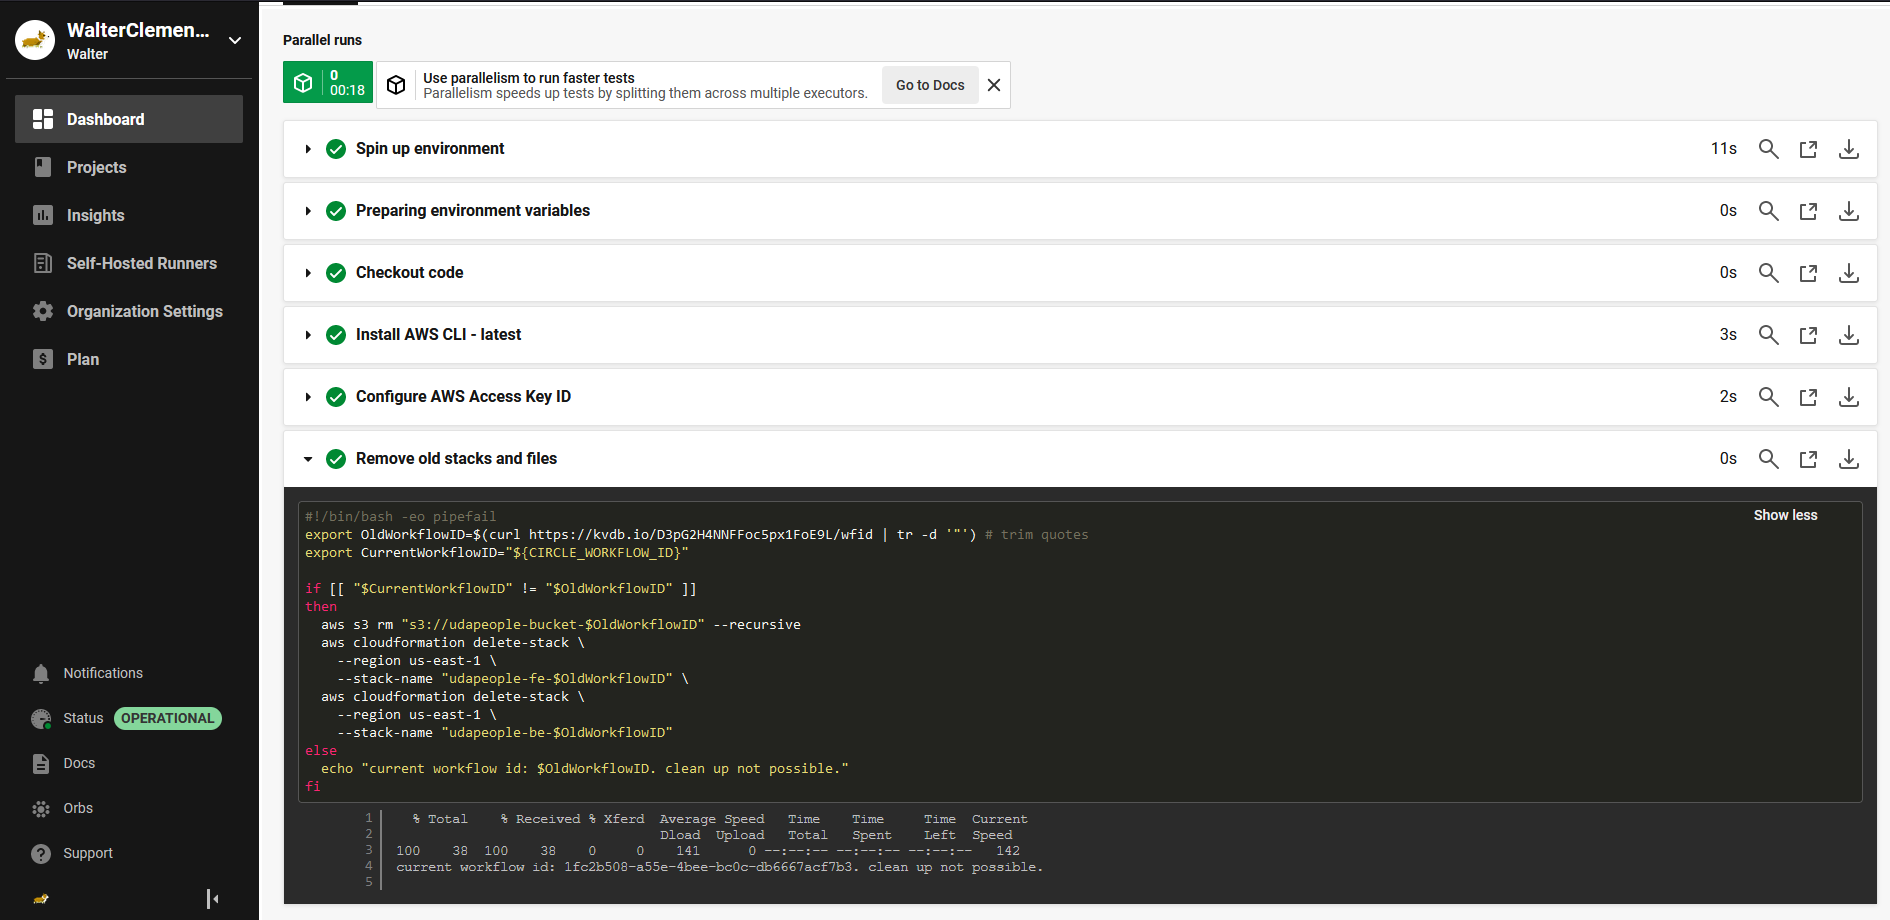 WalterClemen...
Walter
Dashboard
Projects
Insights
Self-Hosted Runners
Organization Settings
Plan
Notifications
Status OPERATIONAL
Docs
Orbs
Support
Parallel runs
0
00:18
Use parallelism to run faster tests
Parallelism speeds up tests by splitting them across multiple executors.
Go to Docs
Spin up environment 11s
Preparing environment variables 0s
Checkout code 0s
Install AWS CLI - latest 3s
Configure AWS Access Key ID 2s
Remove old stacks and files 0s
Show less
#!/bin/bash -eo pipefail
export OldWorkflowID=$(curl https://kvdb.io/D3pG2H4NNFFoc5px1FoE9L/wfid | tr -d '"') # trim quotes
export CurrentWorkflowID="${CIRCLE_WORKFLOW_ID}"
if [[ "$CurrentWorkflowID" != "$OldWorkflowID" ]]
then
  aws s3 rm "s3://udapeople-bucket-$OldWorkflowID" --recursive
  aws cloudformation delete-stack \
    --region us-east-1 \
    --stack-name "udapeople-fe-$OldWorkflowID" \
  aws cloudformation delete-stack \
    --region us-east-1 \
    --stack-name "udapeople-be-$OldWorkflowID"
else
  echo "current workflow id: $OldWorkflowID. clean up not possible."
fi
1 % Total % Received % Xferd Average Speed Time Time Time Current
2 Dload Upload Total Spent Left Speed
3 100 38 100 38 0 0 141 0 --:--:-- --:--:-- --:--:-- 142
4 current workflow id: 1fc2b508-a55e-4bee-bc0c-db6667acf7b3. clean up not possible.
5